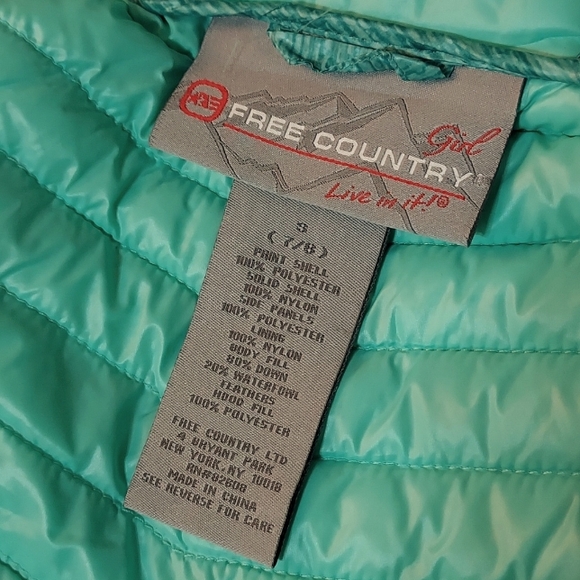 FREE COUNTRY®
Girl
Live in it!®
S
(7/8)
PRINT SHELL
100% POLYESTER
SOLID SHELL
100% NYLON
SIDE PANELS
100% POLYESTER
LINING
100% NYLON
BODY FILL
80% DOWN
20% WATERFOWL
FEATHERS
HOOD FILL
100% POLYESTER
FREE COUNTRY LTD
4 BRYANT PARK
NEW YORK, NY 10018
RN#82608
MADE IN CHINA
SEE REVERSE FOR CARE